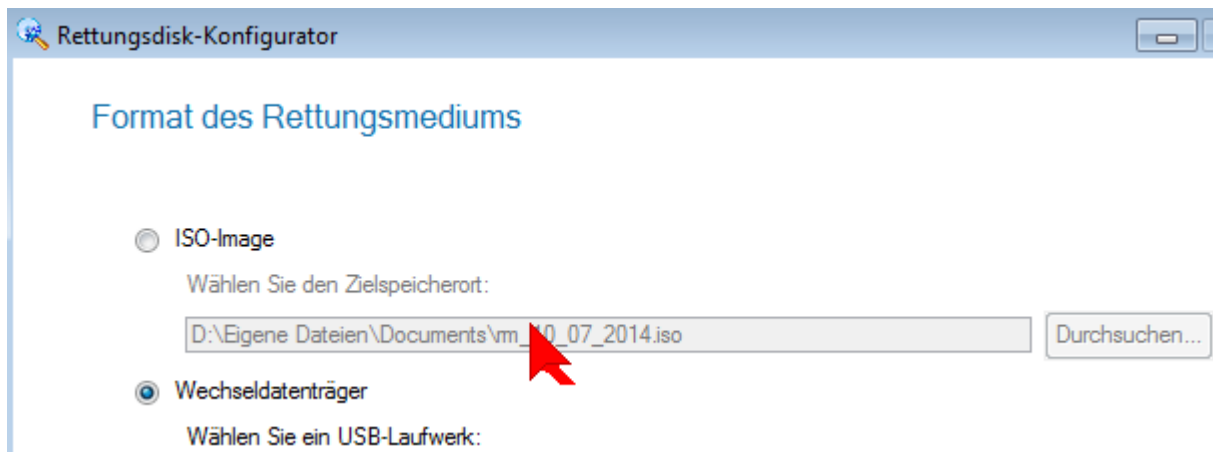 Rettungsdisk-Konfigurator
Format des Rettungsmediums
ISO-Image
Wählen Sie den Zielspeicherort:
D:\Eigene Dateien\Documents\rm_10_07_2014.iso
Durchsuchen...
Wechseldatenträger
Wählen Sie ein USB-Laufwerk: